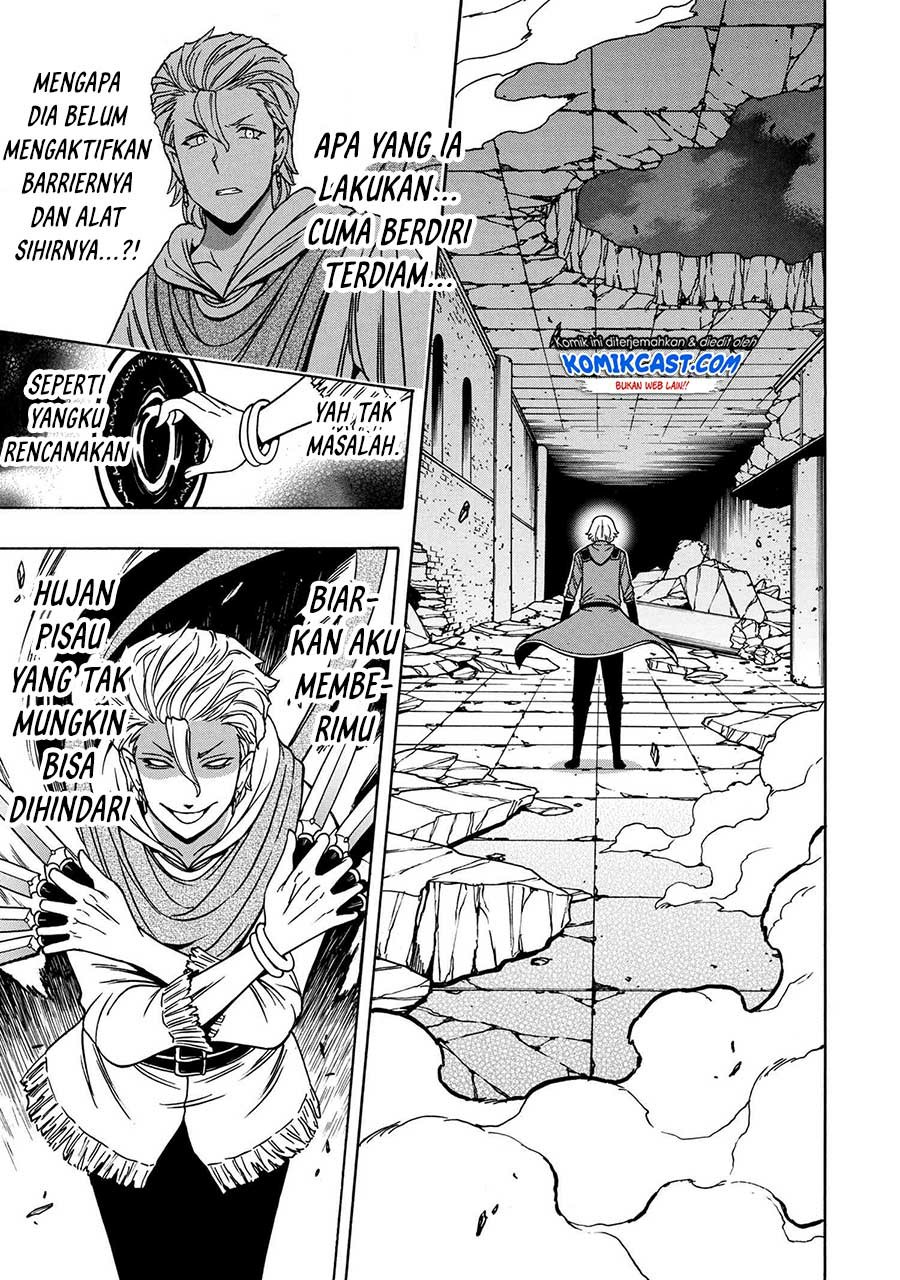 Komik ini diterjemahkan & diedit oleh
KOMIKCAST.COM
BUKAN WEB LAIN!!
APA YANG IA
LAKUKAN...
CUMA BERDIRI
TERDIAM...
MENGAPA
DIA BELUM
MENGAKTIFKAN
BARRIERNYA
DAN ALAT
SIHIRNYA...?!
YAH TAK
MASALAH.
SEPERTI
YANGKU
RENCANAKAN
BIAR-
KAN AKU
MEMBE-
RIMU
HUJAN
PISAU
YANG TAK
MUNGKIN
BISA
DIHINDARI